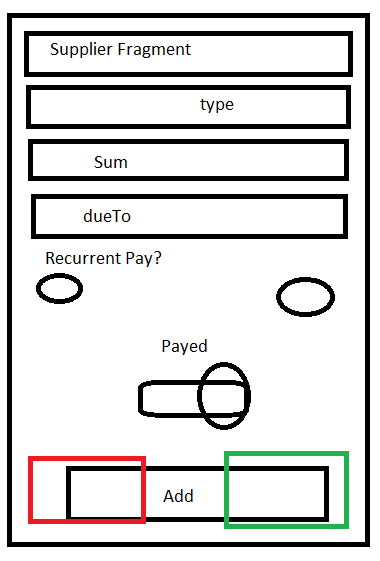 Supplier Fragment
type
Sum
dueTo
Recurrent Pay?
Payed
Add